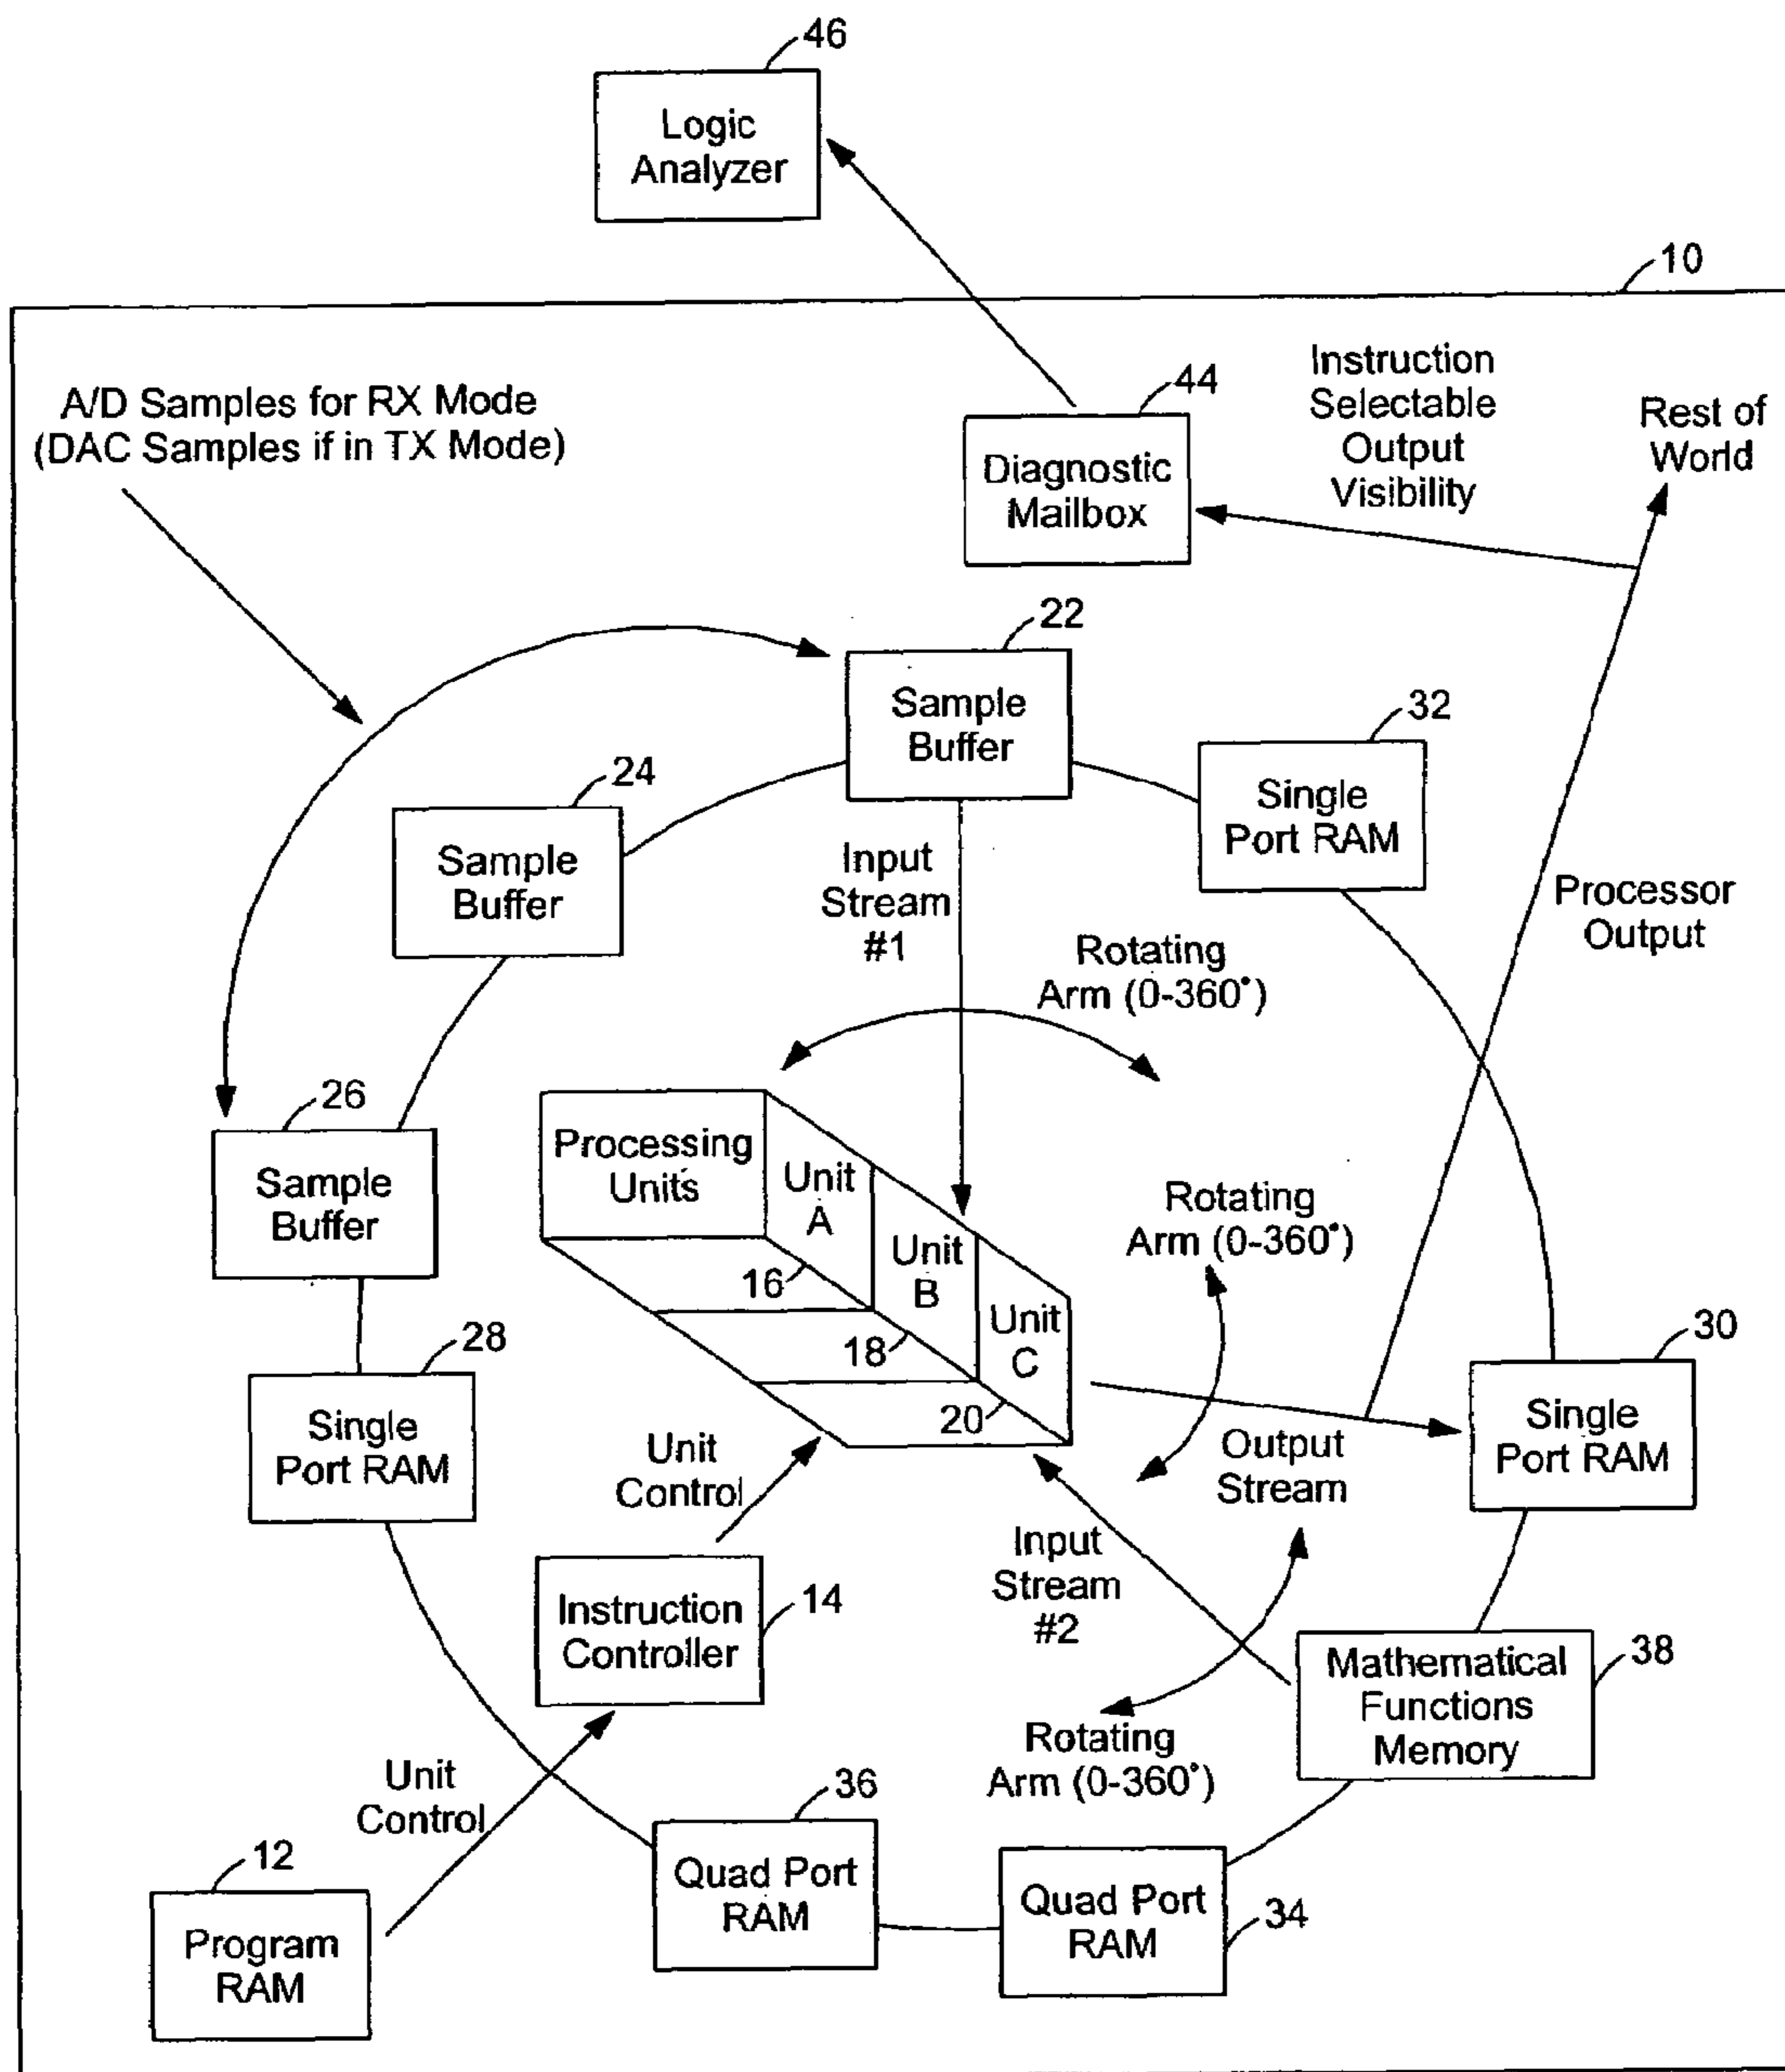 46
Logic
Analyzer
10
A/D Samples for RX Mode
(DAC Samples if in TX Mode)
44
Diagnostic
Mailbox
Instruction
Selectable
Output
Visibility
Rest of
World
22
Sample
Buffer
32
Single
Port RAM
24
Sample
Buffer
Input
Stream
#1
Processor
Output
Rotating
Arm (0-360°)
26
Sample
Buffer
Processing
Units
Unit
A
Unit
B
Unit
C
16
18
20
Rotating
Arm (0-360°)
28
Single
Port RAM
30
Single
Port RAM
Unit
Control
Output
Stream
Input
Stream
#2
Instruction
Controller
14
Mathematical
Functions
Memory
38
Rotating
Arm (0-360°)
Unit
Control
36
Quad Port
RAM
Quad Port
RAM
34
12
Program
RAM